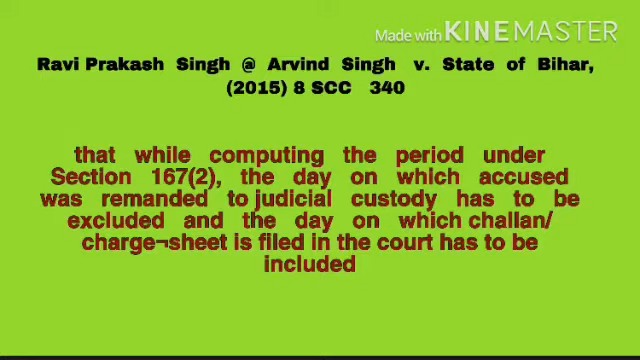 Made with KINEMASTER
Ravi Prakash Singh @ Arvind Singh v. State of Bihar,
(2015) 8 SCC 340
that while computing the period under
Section 167(2), the day on which accused
was remanded to judicial custody has to be
excluded and the day on which challan/
charge¬sheet is filed in the court has to be
included